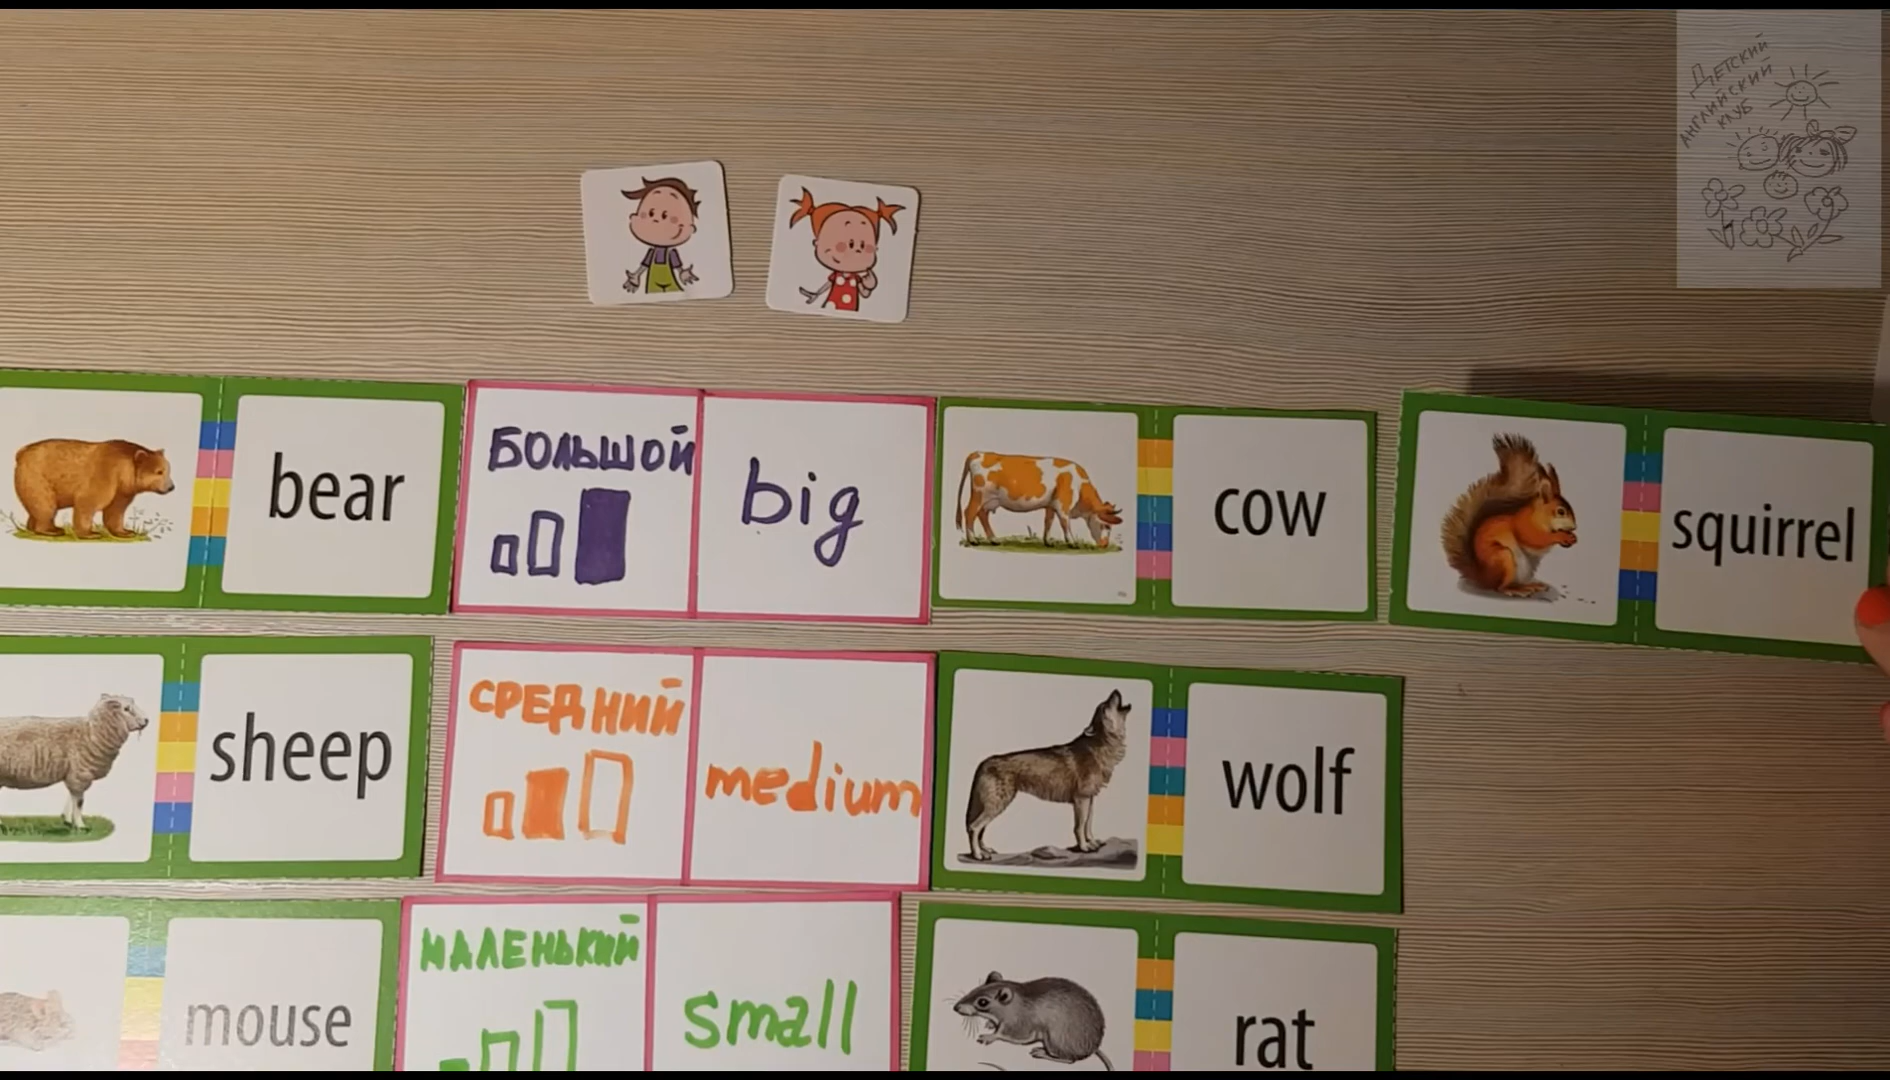 ДЕТСКИЙ
АНГЛИЙСКИЙ
КЛУБ
bear
БОЛЬШОЙ
big
cow
squirrel
sheep
СРЕДНИЙ
medium
wolf
mouse
МАЛЕНЬКИЙ
small
rat